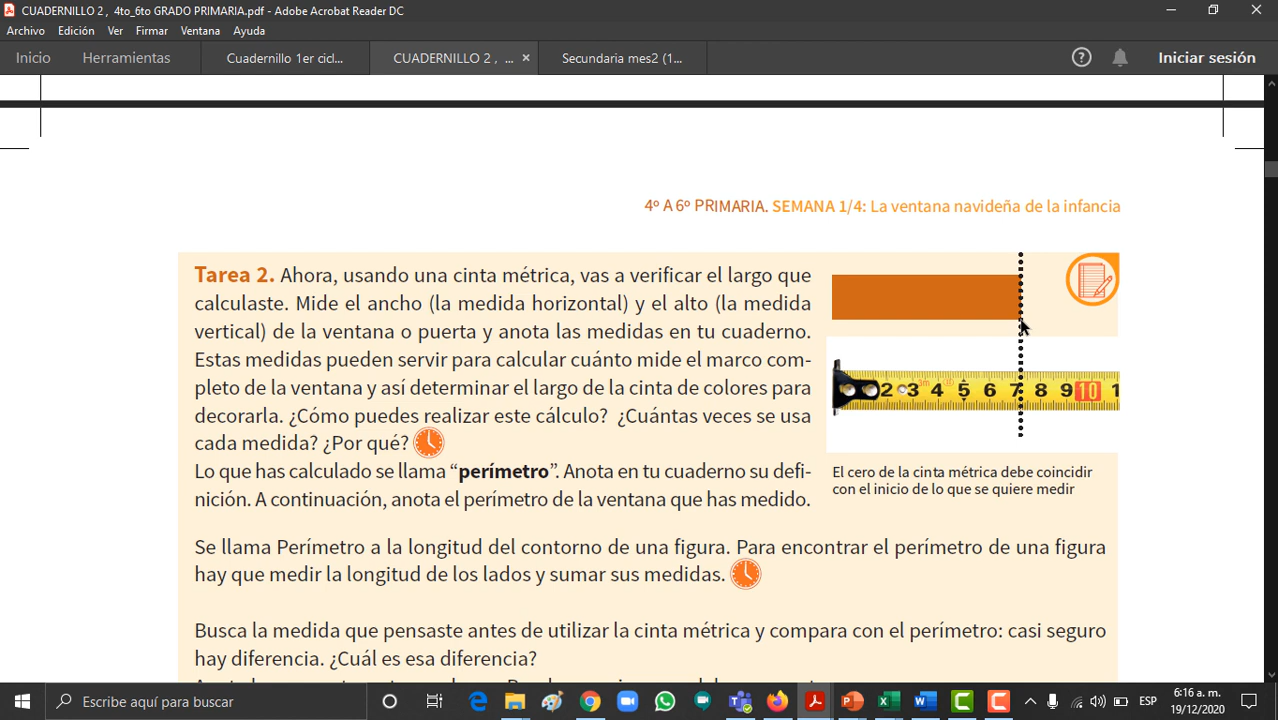 CUADERNILLO 2 , 4to_6to GRADO PRIMARIA.pdf - Adobe Acrobat Reader DC
Archivo Edición Ver Firmar Ventana Ayuda
Inicio Herramientas Cuadernillo 1er cicl... CUADERNILLO 2 , ... × Secundaria mes2 (1... Iniciar sesión
4º A 6º PRIMARIA. SEMANA 1/4: La ventana navideña de la infancia
Tarea 2. Ahora, usando una cinta métrica, vas a verificar el largo que
calculaste. Mide el ancho (la medida horizontal) y el alto (la medida
vertical) de la ventana o puerta y anota las medidas en tu cuaderno.
Estas medidas pueden servir para calcular cuánto mide el marco com-
pleto de la ventana y así determinar el largo de la cinta de colores para
decorarla. ¿Cómo puedes realizar este cálculo? ¿Cuántas veces se usa
cada medida? ¿Por qué?
Lo que has calculado se llama “perímetro”. Anota en tu cuaderno su defi-
nición. A continuación, anota el perímetro de la ventana que has medido.
2 3 4 5 6 7 8 9 10 1
3m
El cero de la cinta métrica debe coincidir
con el inicio de lo que se quiere medir
Se llama Perímetro a la longitud del contorno de una figura. Para encontrar el perímetro de una figura
hay que medir la longitud de los lados y sumar sus medidas.
Busca la medida que pensaste antes de utilizar la cinta métrica y compara con el perímetro: casi seguro
hay diferencia. ¿Cuál es esa diferencia?
Escribe aquí para buscar
ESP
6:16 a. m.
19/12/2020